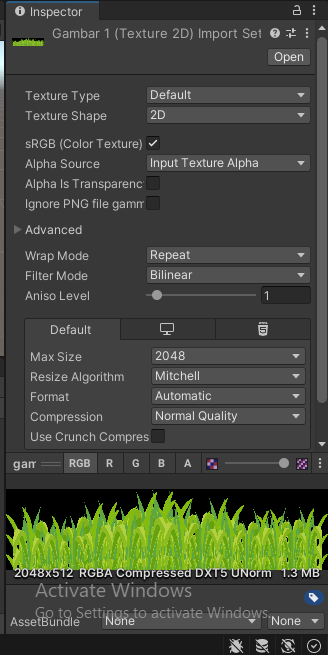 Inspector
Gambar 1 (Texture 2D) Import Set
Open
Texture Type Default
Texture Shape 2D
sRGB (Color Texture)
Alpha Source Input Texture Alpha
Alpha Is Transparenc
Ignore PNG file gamm
Advanced
Wrap Mode Repeat
Filter Mode Bilinear
Aniso Level 1
Default
Max Size 2048
Resize Algorithm Mitchell
Format Automatic
Compression Normal Quality
Use Crunch Compres
gam RGB R G B A
2048x512 RGBA Compressed DXT5 UNorm 1.3 MB
Activate Windows
Go to Settings to activate Windows.
AssetBundle None None